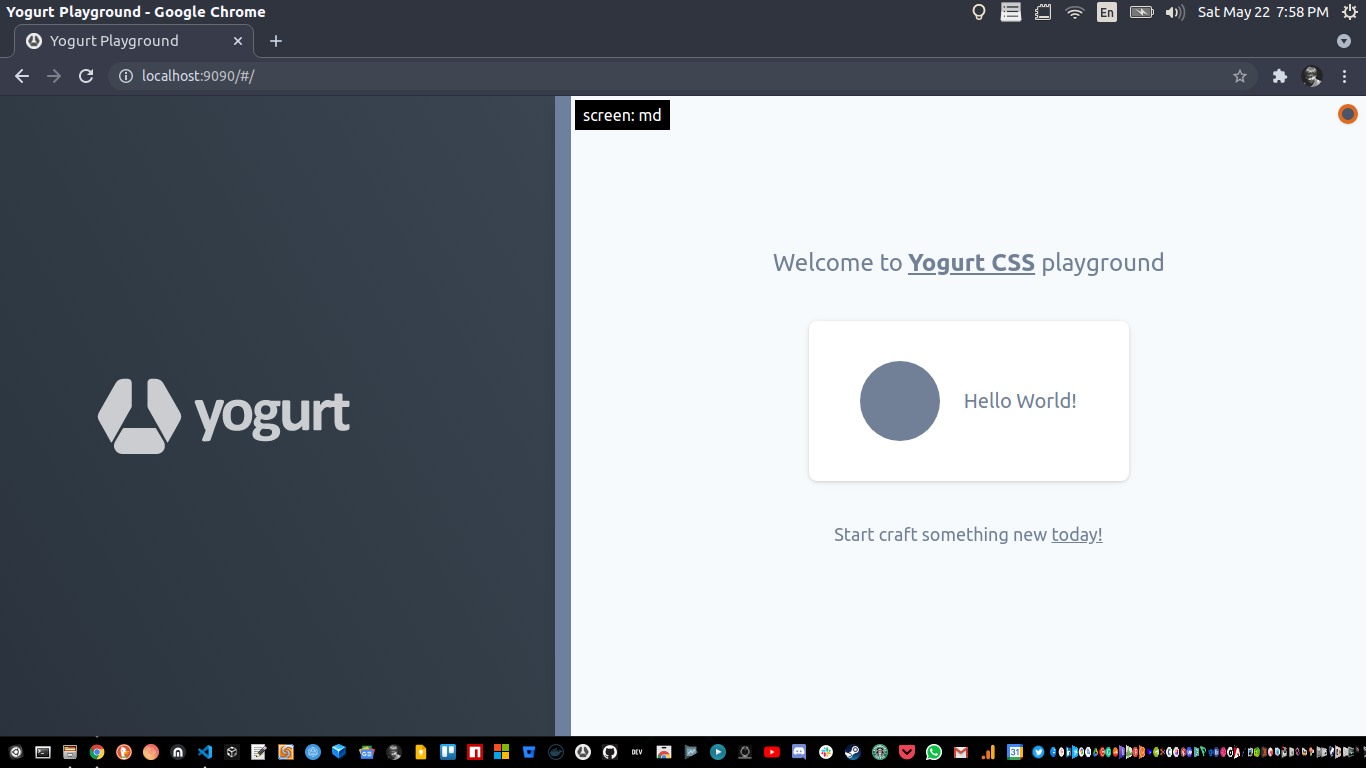 Yogurt Playground - Google Chrome
En
Sat May 22 7:58 PM
Yogurt Playground
localhost:9090/#/
screen: md
Welcome to Yogurt CSS playground
yogurt
Hello World!
Start craft something new today!
DEV
31